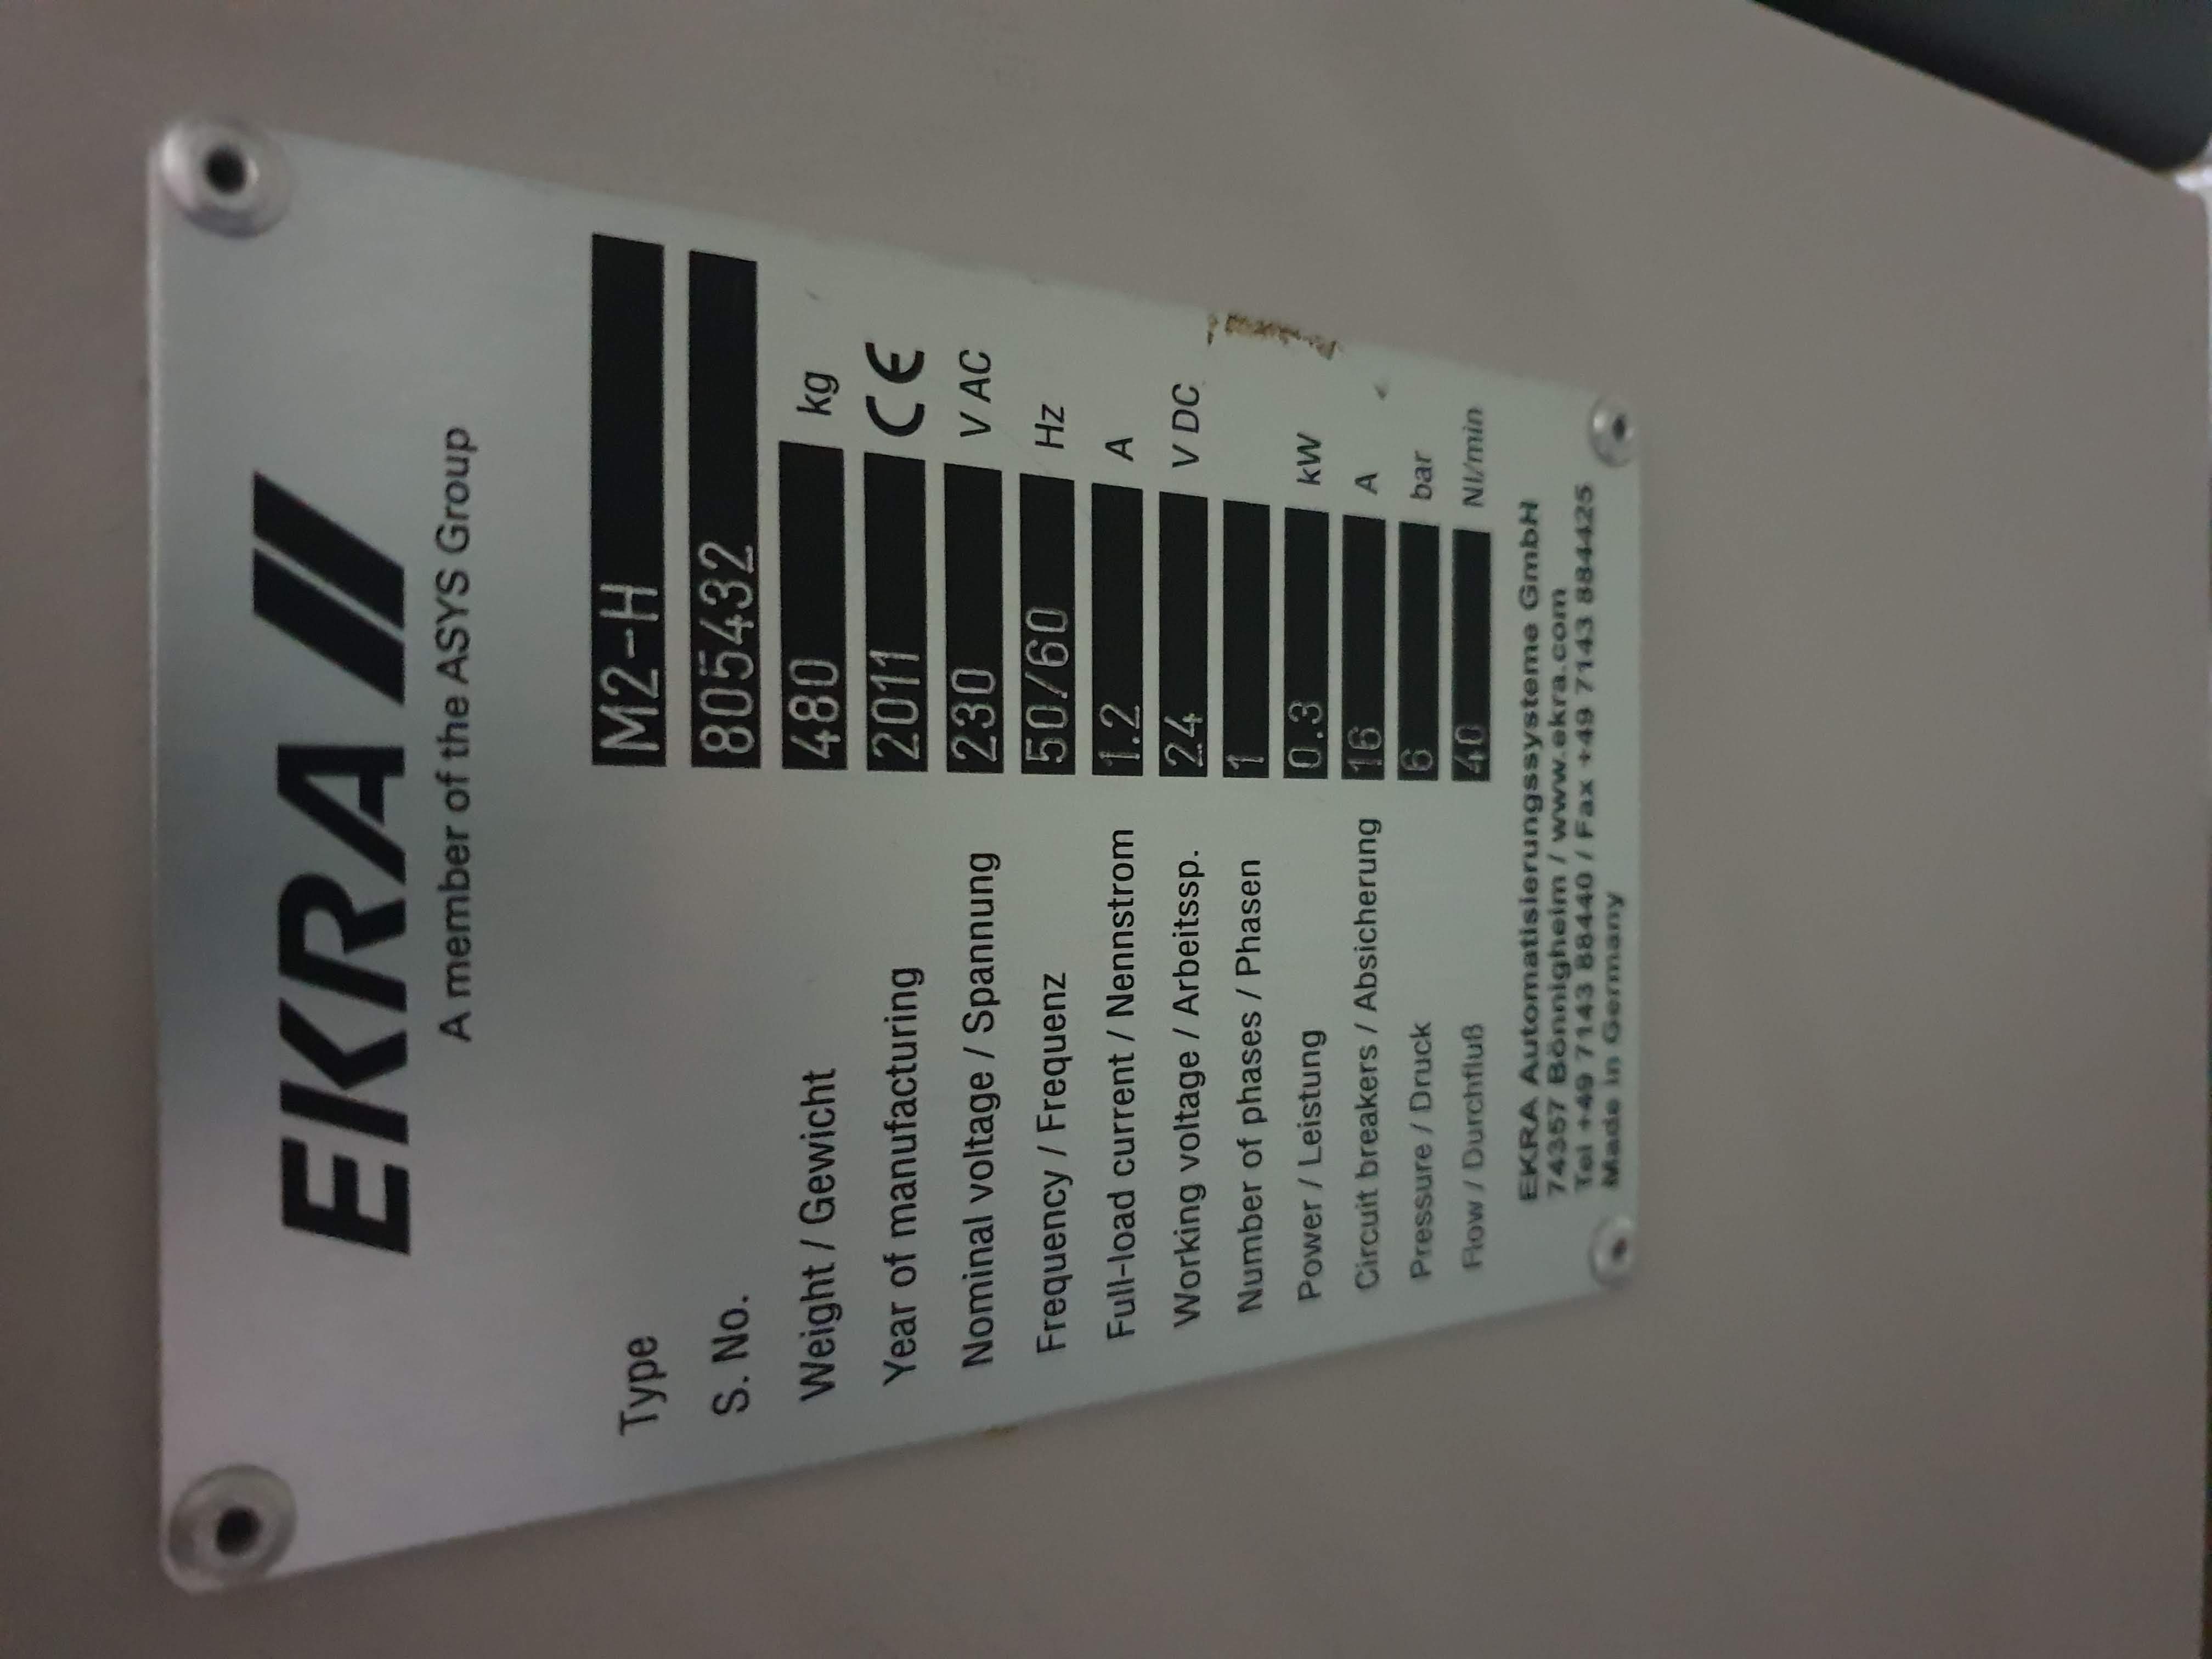 EKRA
A member of the ASYS Group
Type M2-H
S. No. 805432
Weight / Gewicht 480 kg
Year of manufacturing 2011 CE
Nominal voltage / Spannung 230 V AC
Frequency / Frequenz 50/60 Hz
Full-load current / Nennstrom 1.2 A
Working voltage / Arbeitssp. 24 V DC
Number of phases / Phasen 1
Power / Leistung 0.3 kW
Circuit breakers / Absicherung 16 A
Pressure / Druck 6 bar
Flow / Durchfluß 40 Nl/min
EKRA Automatisierungssysteme GmbH
74357 Bönnigheim / www.ekra.com
Tel +49 7143 88440 / Fax +49 7143 884425
Made in Germany